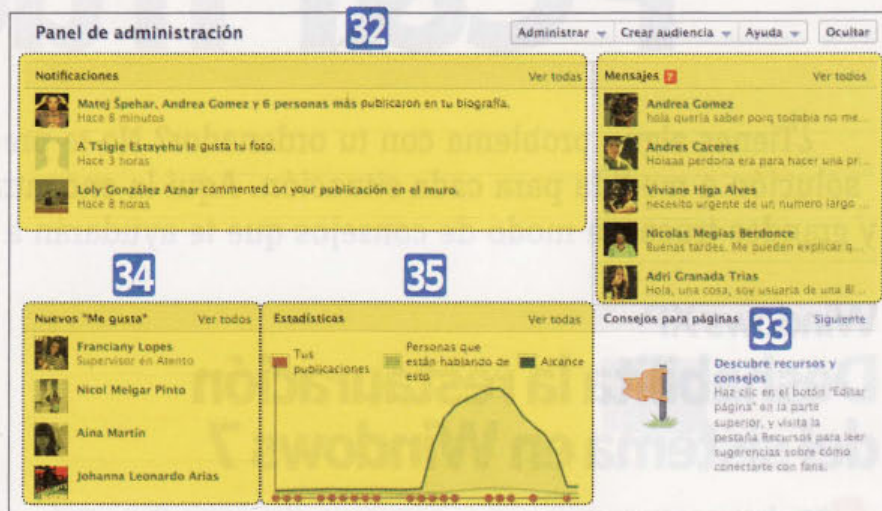 32
Panel de administración
Administrar Crear audiencia Ayuda Ocultar
Notificaciones Ver todas
Matej Špehar, Andrea Gomez y 6 personas más publicaron en tu biografía.
Hace 8 minutos
A Tsigie Estayehu le gusta tu foto.
Hace 3 horas
Loly González Aznar commented on your publicación en el muro.
Hace 8 horas
Mensajes 7 Ver todos
Andrea Gomez
hola queria saber porq todabia no me...
Andres Caceres
Holaaa perdona era para hacer una pr...
Viviane Higa Alves
necesito urgente de un numero largo ...
Nicolas Megias Berdonce
Buenas tardes. Me pueden explicar q...
Adri Granada Trias
Hola, una cosa, soy usuaria de una Bl...
34
Nuevos "Me gusta" Ver todos
Franciany Lopes
Supervisor en Atento
Nicol Melgar Pinto
Aina Martín
Johanna Leonardo Arias
35
Estadísticas Ver todas
Tus
publicaciones
Personas que
están hablando de
esto
Alcance
33
Consejos para páginas Siguiente
Descubre recursos y
consejos
Haz clic en el botón "Editar
página" en la parte
superior, y visita la
pestaña Recursos para leer
sugerencias sobre cómo
conectarte con fans.